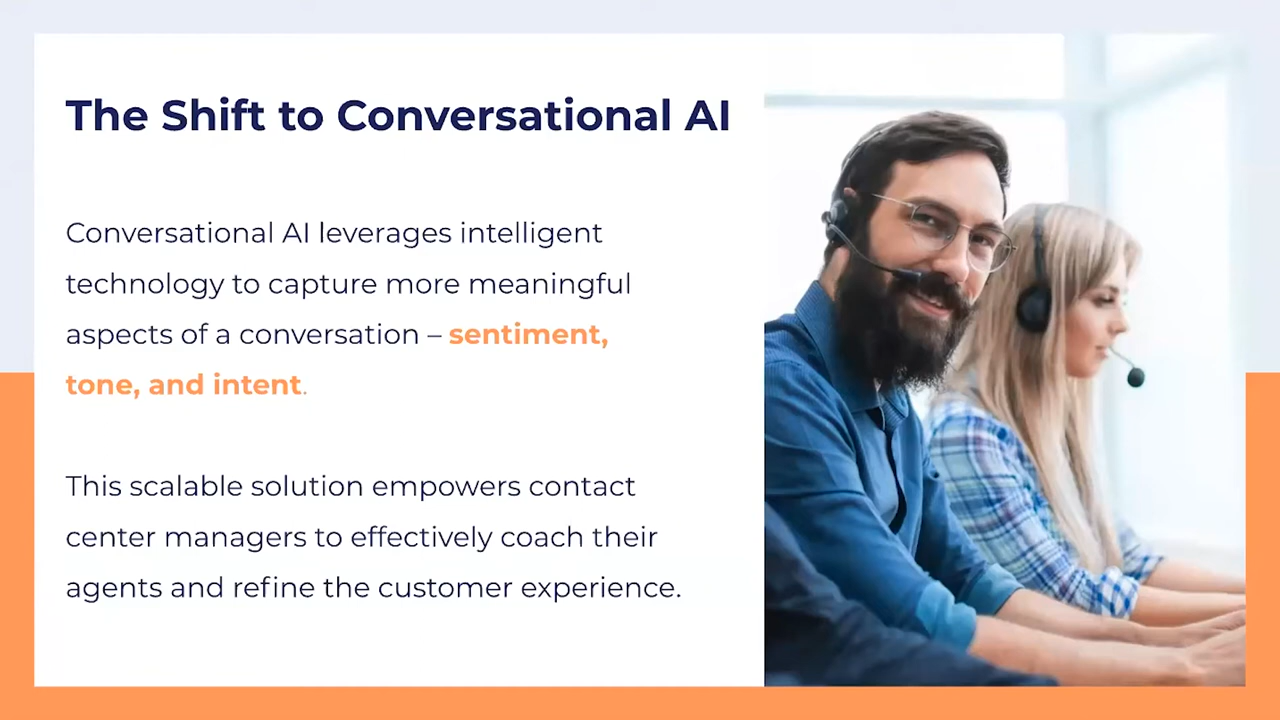 The Shift to Conversational AI
Conversational AI leverages intelligent
technology to capture more meaningful
aspects of a conversation – sentiment,
tone, and intent.
This scalable solution empowers contact
center managers to effectively coach their
agents and refine the customer experience.